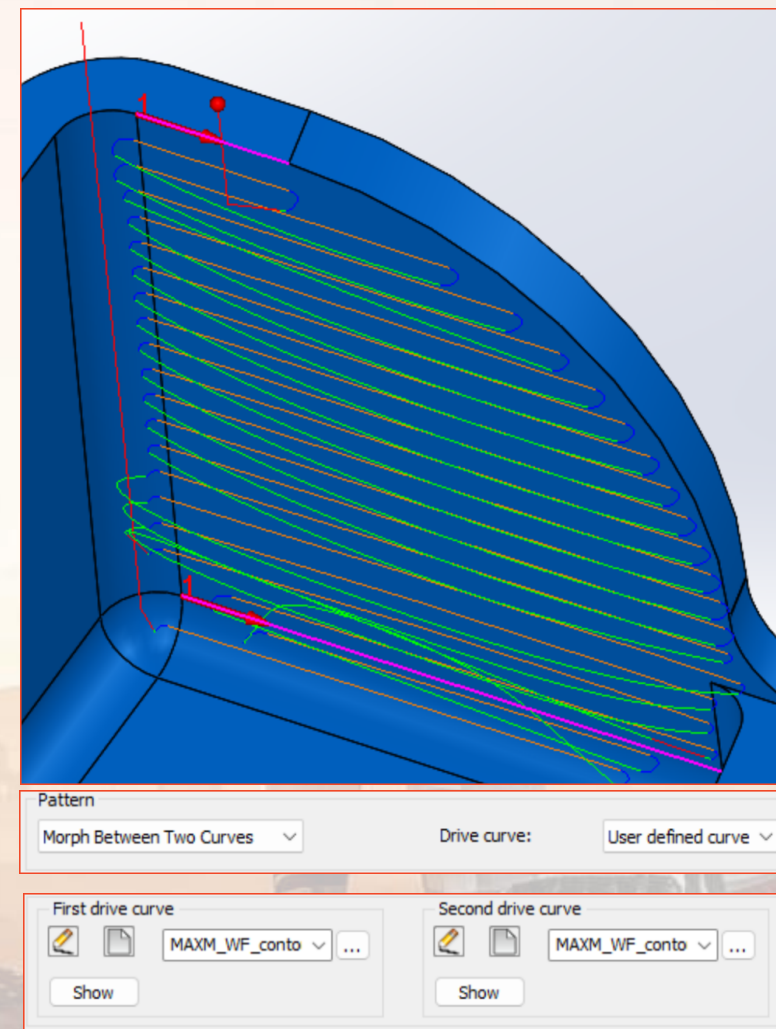 1
1
Pattern
Morph Between Two Curves
Drive curve:
User defined curve
First drive curve
Second drive curve
MAXM_WF_conto
...
MAXM_WF_conto
...
Show
Show